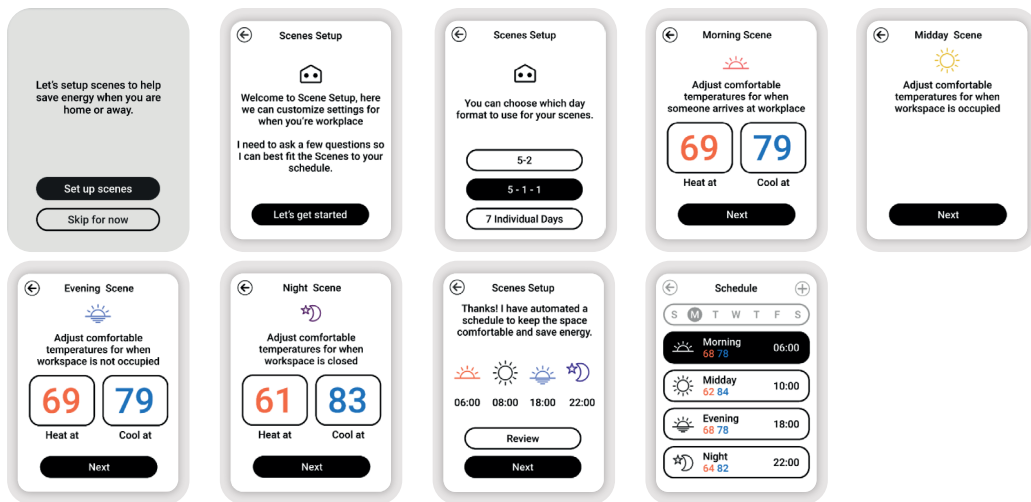 Let's setup scenes to help
save energy when you are
home or away.
Set up scenes
Skip for now
Scenes Setup
Welcome to Scene Setup, here
we can customize settings for
when you're workplace
I need to ask a few questions so
I can best fit the Scenes to your
schedule.
Let's get started
Scenes Setup
You can choose which day
format to use for your scenes.
5-2
5 - 1 - 1
7 Individual Days
Morning Scene
Adjust comfortable
temperatures for when
someone arrives at workplace
69 79
Heat at Cool at
Next
Midday Scene
Adjust comfortable
temperatures for when
workspace is occupied
Next
Evening Scene
Adjust comfortable
temperatures for when
workspace is not occupied
69 79
Heat at Cool at
Next
Night Scene
Adjust comfortable
temperatures for when
workspace is closed
61 83
Heat at Cool at
Next
Scenes Setup
Thanks! I have automated a
schedule to keep the space
comfortable and save energy.
06:00 08:00 18:00 22:00
Review
Next
Schedule
S M T W T F S
Morning
68 78 06:00
Midday
62 84 10:00
Evening
68 78 18:00
Night
64 82 22:00